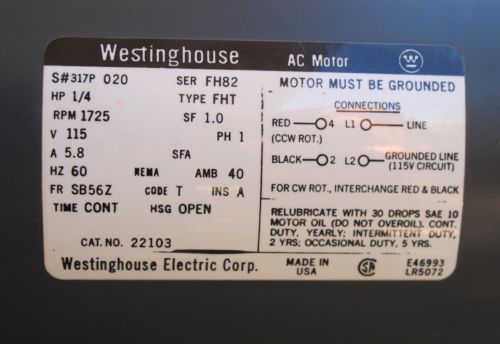 Westinghouse AC Motor W
S#317P 020 SER FH82
HP 1/4 TYPE FHT
RPM 1725 SF 1.0
V 115 PH 1
A 5.8 SFA
HZ 60 NEMA AMB 40
FR SB56Z CODE T INS A
TIME CONT HSG OPEN
CAT. NO. 22103
MOTOR MUST BE GROUNDED
CONNECTIONS
RED 4 L1 LINE
(CCW ROT.)
BLACK 2 L2 GROUNDED LINE
(115V CIRCUIT)
FOR CW ROT., INTERCHANGE RED & BLACK
RELUBRICATE WITH 30 DROPS SAE 10
MOTOR OIL (DO NOT OVEROIL). CONT.
DUTY, YEARLY; INTERMITTENT DUTY,
2 YRS; OCCASIONAL DUTY, 5 YRS.
Westinghouse Electric Corp. MADE IN
USA
SA
E46993
LR5072